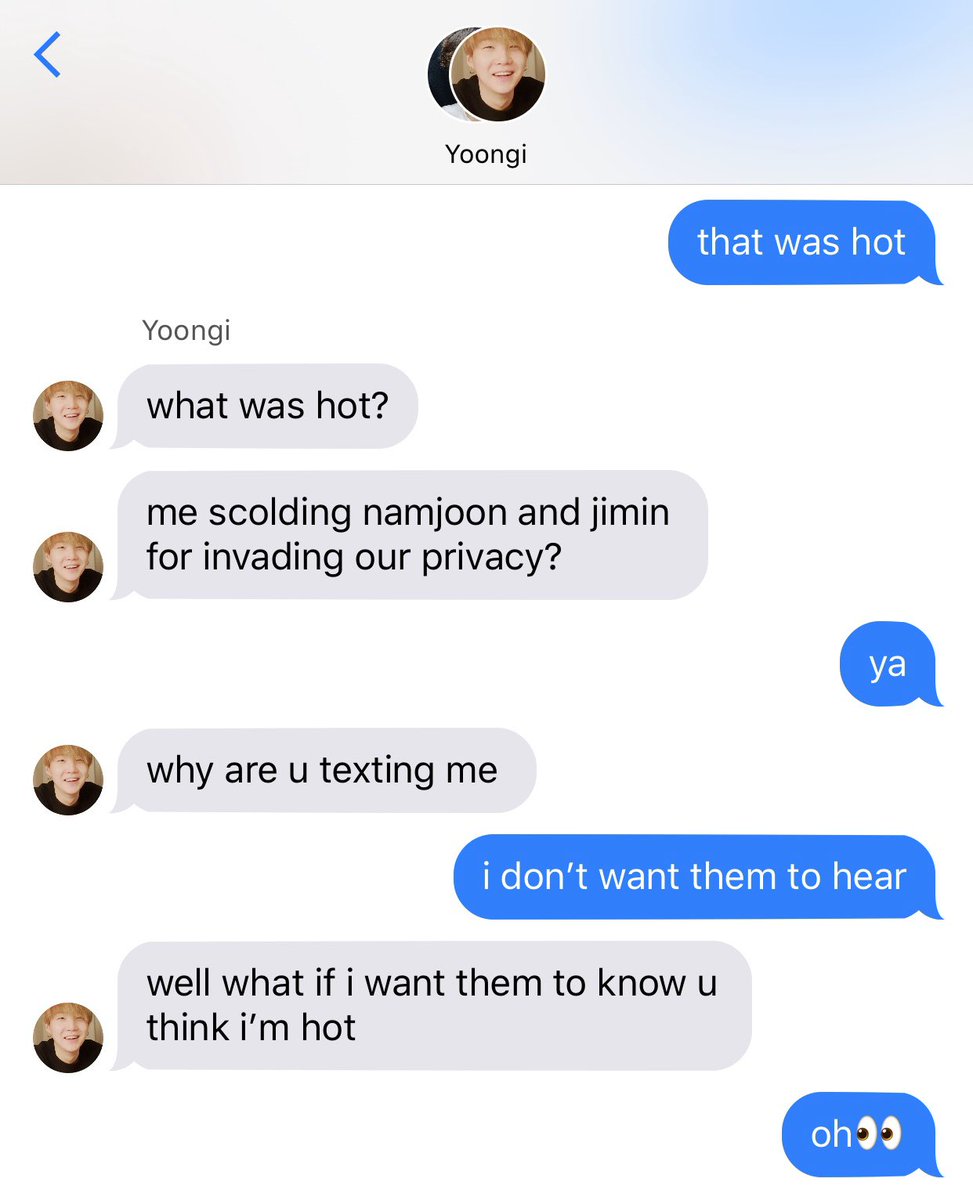 Yoongi
that was hot
Yoongi
what was hot?
me scolding namjoon and jimin
for invading our privacy?
ya
why are u texting me
i don’t want them to hear
well what if i want them to know u
think i’m hot
oh👀